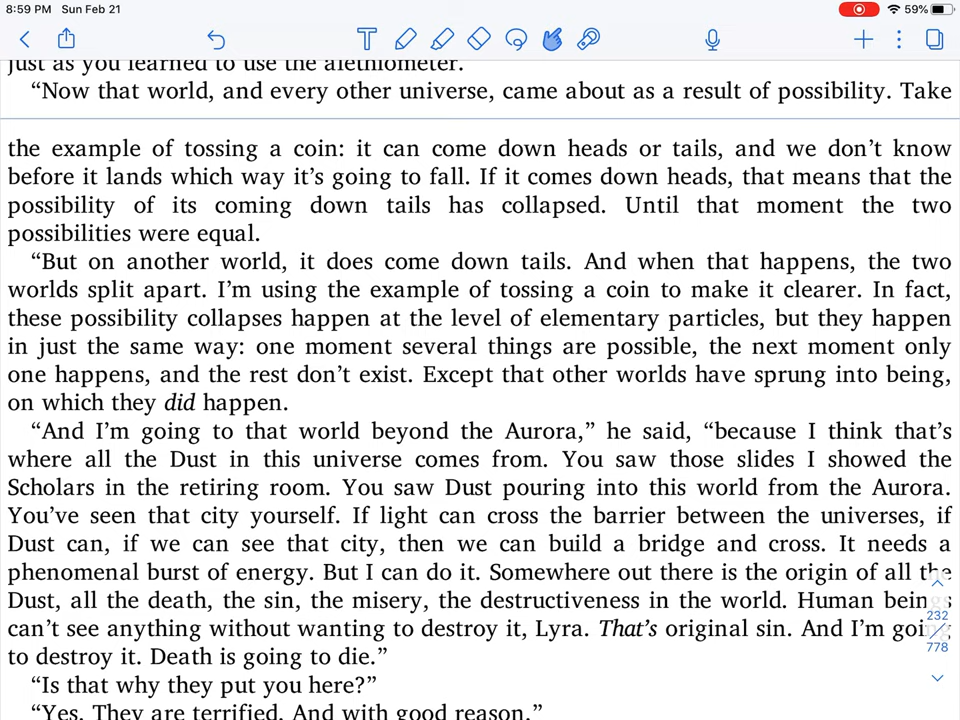 8:59 PM Sun Feb 21
59%
just as you learned to use the alethiometer.
“Now that world, and every other universe, came about as a result of possibility. Take
the example of tossing a coin: it can come down heads or tails, and we don’t know
before it lands which way it’s going to fall. If it comes down heads, that means that the
possibility of its coming down tails has collapsed. Until that moment the two
possibilities were equal.
“But on another world, it does come down tails. And when that happens, the two
worlds split apart. I’m using the example of tossing a coin to make it clearer. In fact,
these possibility collapses happen at the level of elementary particles, but they happen
in just the same way: one moment several things are possible, the next moment only
one happens, and the rest don’t exist. Except that other worlds have sprung into being,
on which they did happen.
“And I’m going to that world beyond the Aurora,” he said, “because I think that’s
where all the Dust in this universe comes from. You saw those slides I showed the
Scholars in the retiring room. You saw Dust pouring into this world from the Aurora.
You’ve seen that city yourself. If light can cross the barrier between the universes, if
Dust can, if we can see that city, then we can build a bridge and cross. It needs a
phenomenal burst of energy. But I can do it. Somewhere out there is the origin of all the
Dust, all the death, the sin, the misery, the destructiveness in the world. Human beings
can’t see anything without wanting to destroy it, Lyra. That’s original sin. And I’m going
to destroy it. Death is going to die.”
“Is that why they put you here?”
“Yes. They are terrified. And with good reason.”
232
778